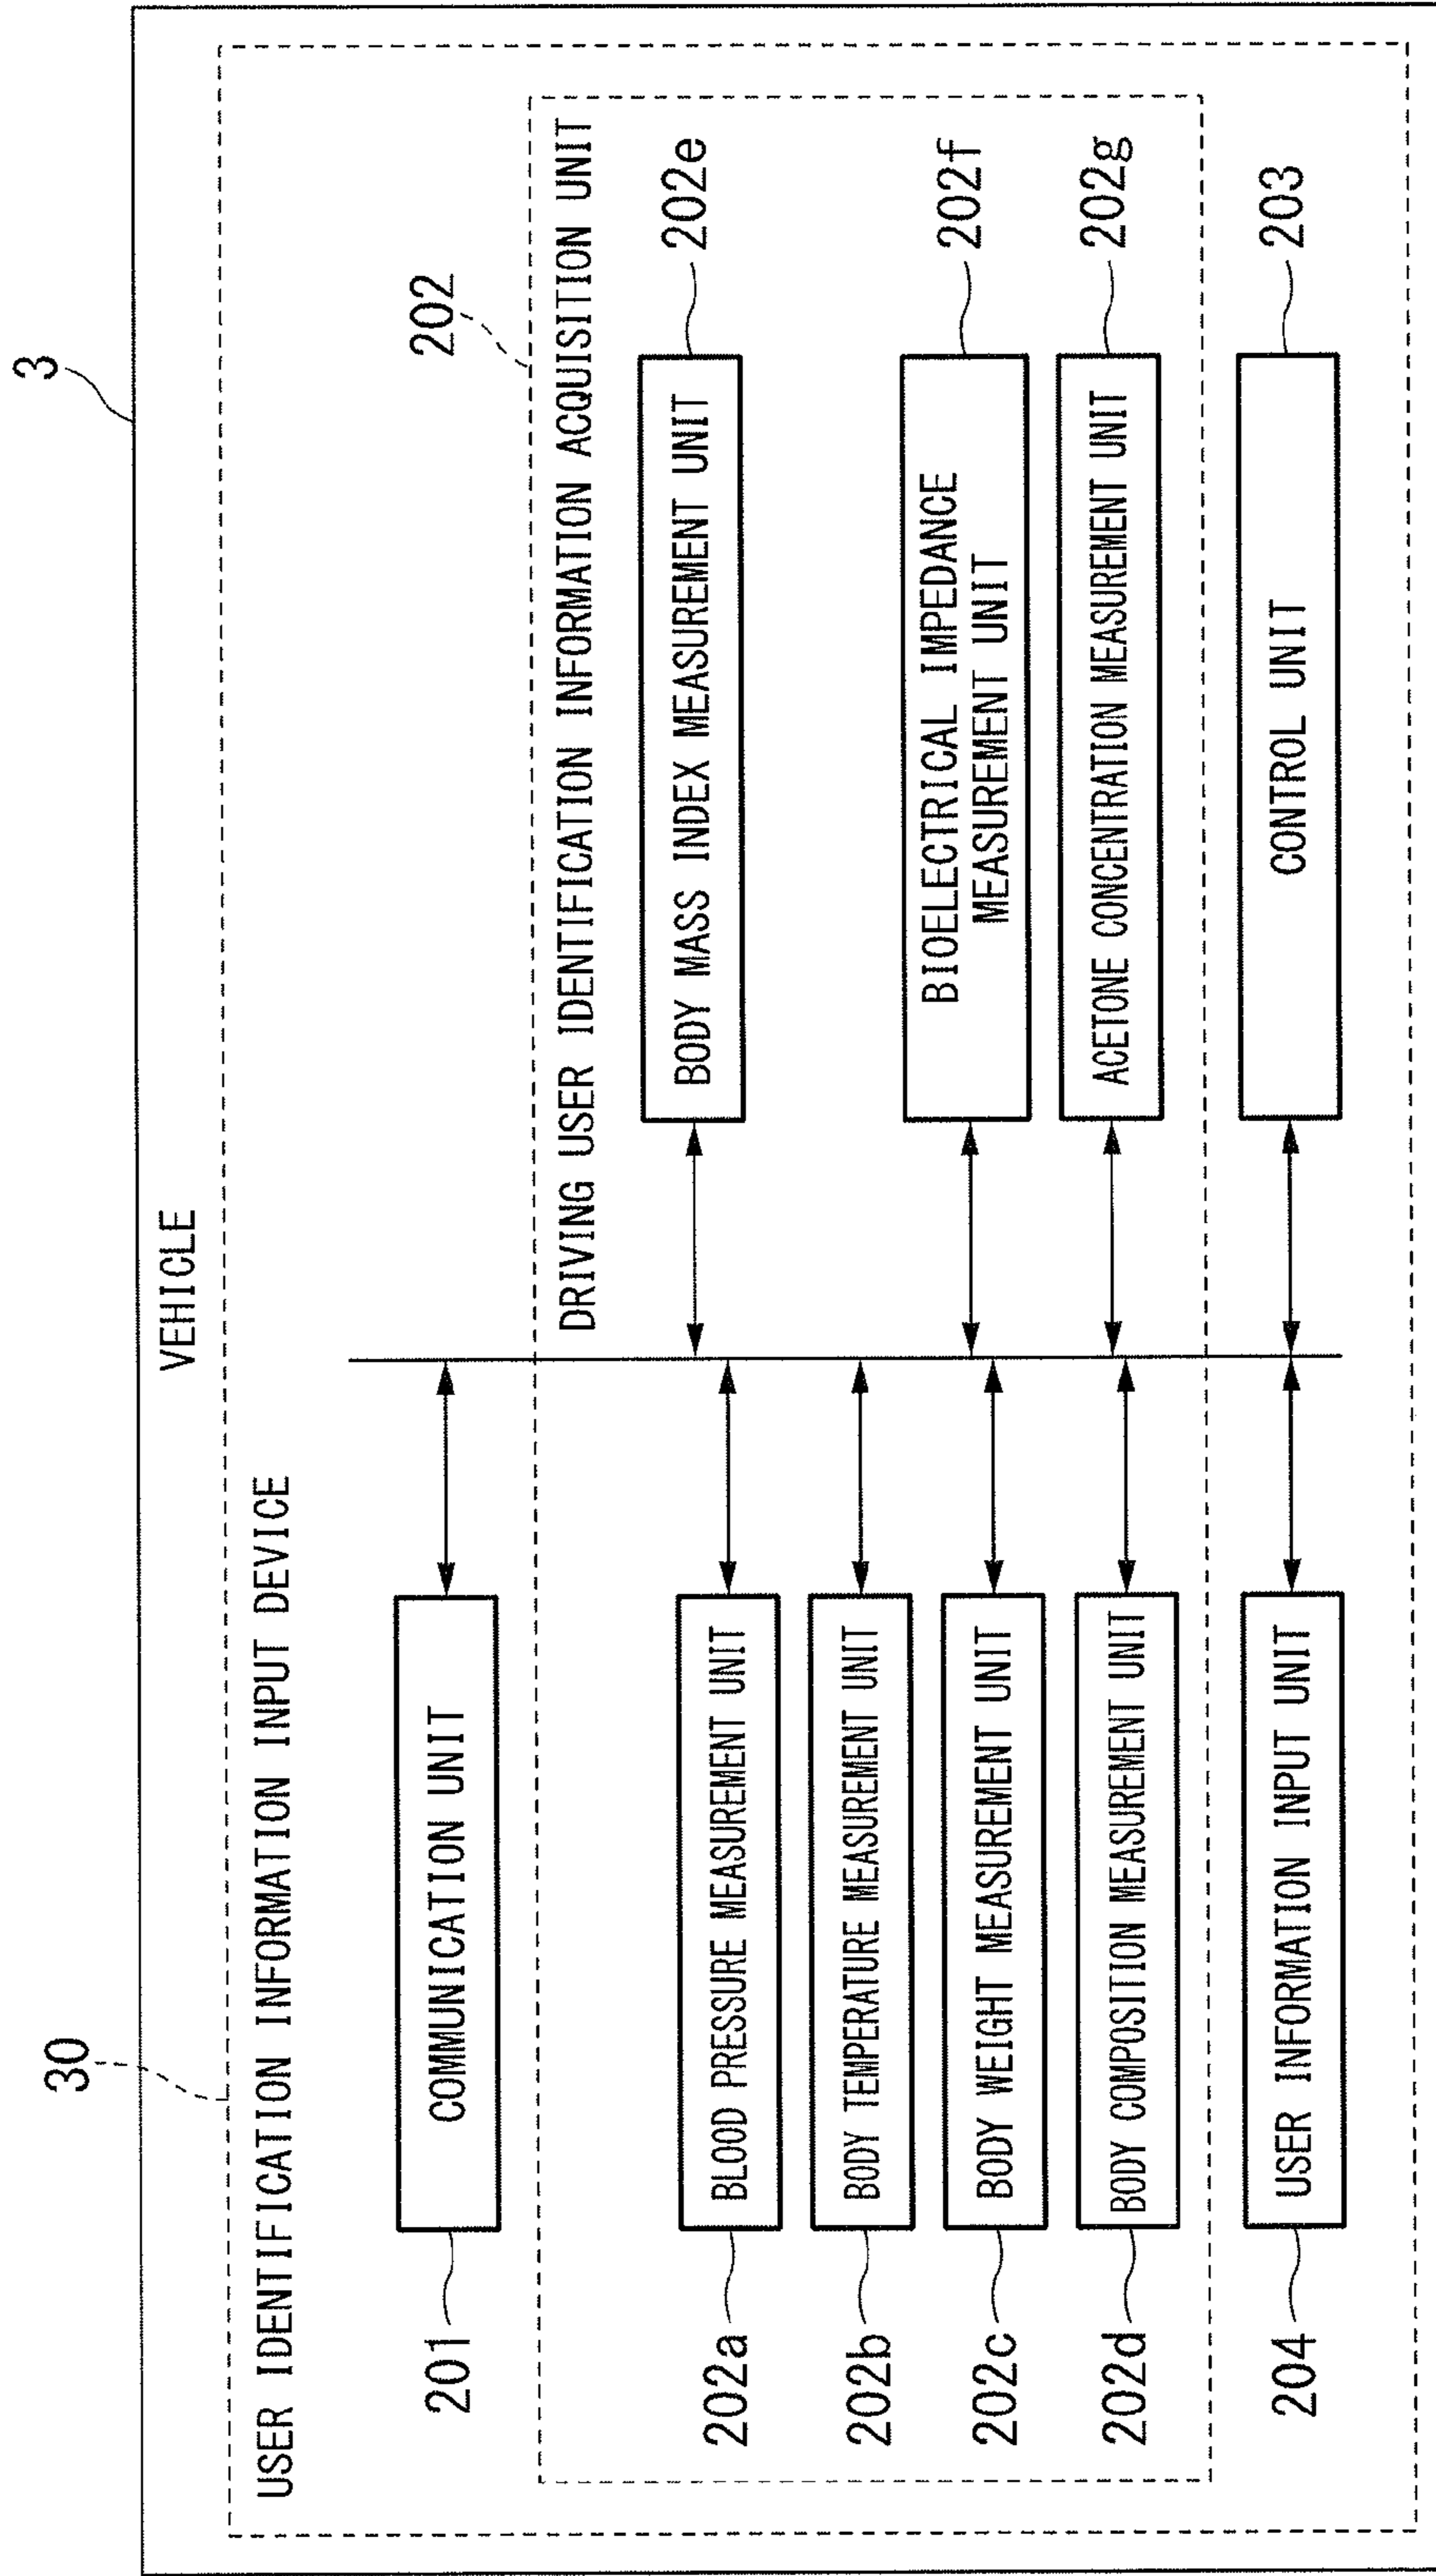 3
VEHICLE
30
USER IDENTIFICATION INFORMATION INPUT DEVICE
202
201
COMMUNICATION UNIT
DRIVING USER IDENTIFICATION INFORMATION ACQUISITION UNIT
202a
BLOOD PRESSURE MEASUREMENT UNIT
BODY MASS INDEX MEASUREMENT UNIT
202e
202b
BODY TEMPERATURE MEASUREMENT UNIT
202c
BODY WEIGHT MEASUREMENT UNIT
BIOELECTRICAL IMPEDANCE
MEASUREMENT UNIT
202f
202d
BODY COMPOSITION MEASUREMENT UNIT
ACETONE CONCENTRATION MEASUREMENT UNIT
202g
204
USER INFORMATION INPUT UNIT
CONTROL UNIT
203